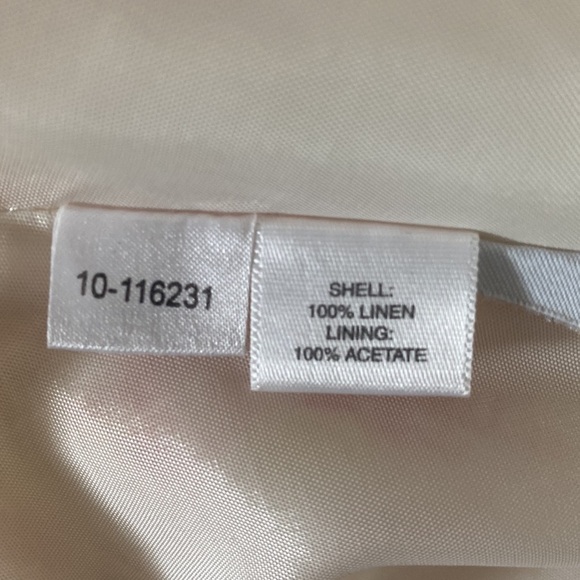 10-116231
SHELL:
100% LINEN
LINING:
100% ACETATE